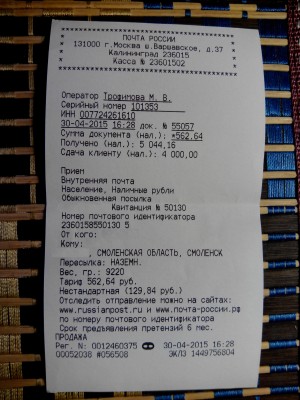 * * * * * * * * * * * * * * * * * * * * *
* ПОЧТА РОССИИ *
131000 г.Москва ш.Варвавское, д.37
Калининград 236015
* Касса № 23601502 *
* * * * * * * * * * * * * * * * * * * * *
Оператор Трофимова М. В.
Серийный номер 101353
ИНН 007724261610
30-04-2015 16:28 док. № 55057
Сумма документа (нал.): *562.64
Получено (нал.): 5 044,16
Сдача клиенту (нал.): 4 000,00
Прием
Внутренняя почта
Население, Наличные рубли
Обыкновенная посылка
Квитанция № 50130
Номер почтового идентификатора
2360158550130 5
От кого:
Кому:
, СМОЛЕНСКАЯ ОБЛАСТЬ, СМОЛЕНСК
Пересылка: НАЗЕМН.
Вес, гр.: 9220
Тариф 562,64 руб.
Нестандартная (129,84 руб.)
Отследить отправление можно на сайтах:
www.russianpost.ru и www.почта-россии.рф
по номеру почтового идентификатора
Срок предъявления претензий 6 мес.
ПРОДАЖА
Рег. N: 0012460375 30-04-2015 16:28
00052038 #056508 ЭКЛЗ 1449756804